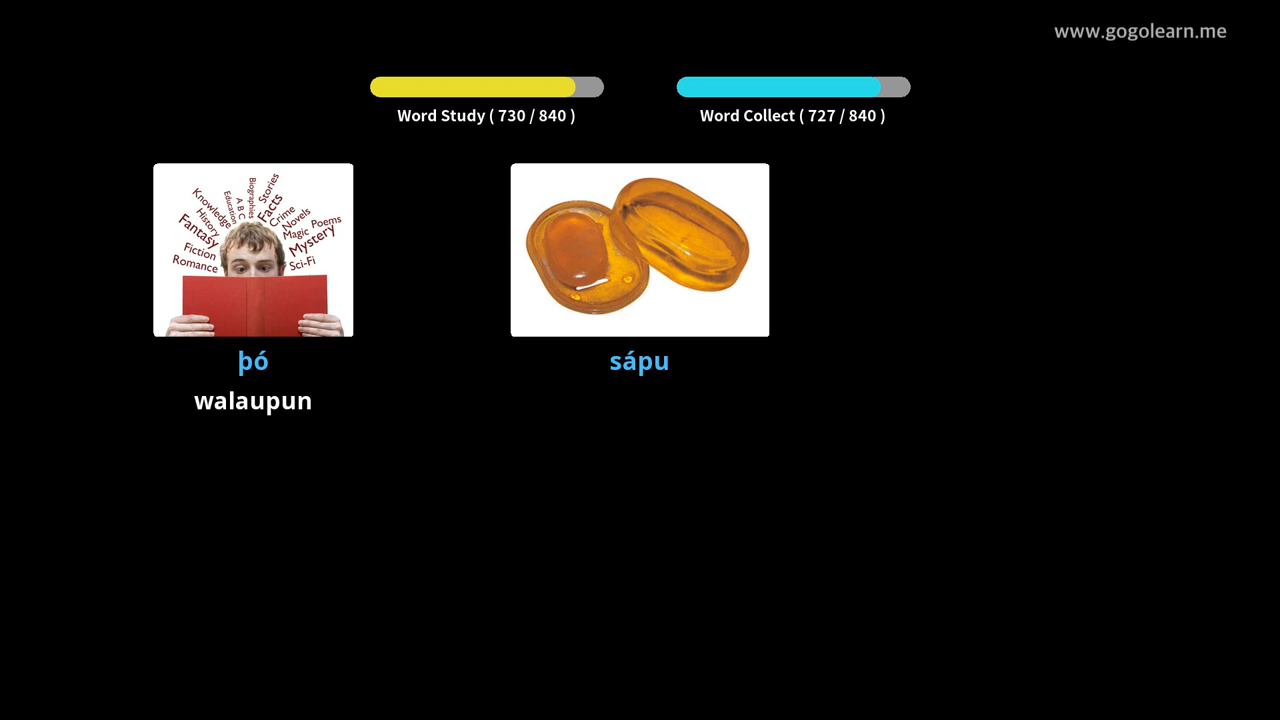 www.gogolearn.me
Word Study ( 730 / 840 )
Word Collect ( 727 / 840 )
Knowledge
History
Fantasy
Fiction
Romance
Education
A B C
Biographies
Stories
Facts
Crime
Novels
Magic
Poems
Mystery
Sci-Fi
þó
walaupun
sápu